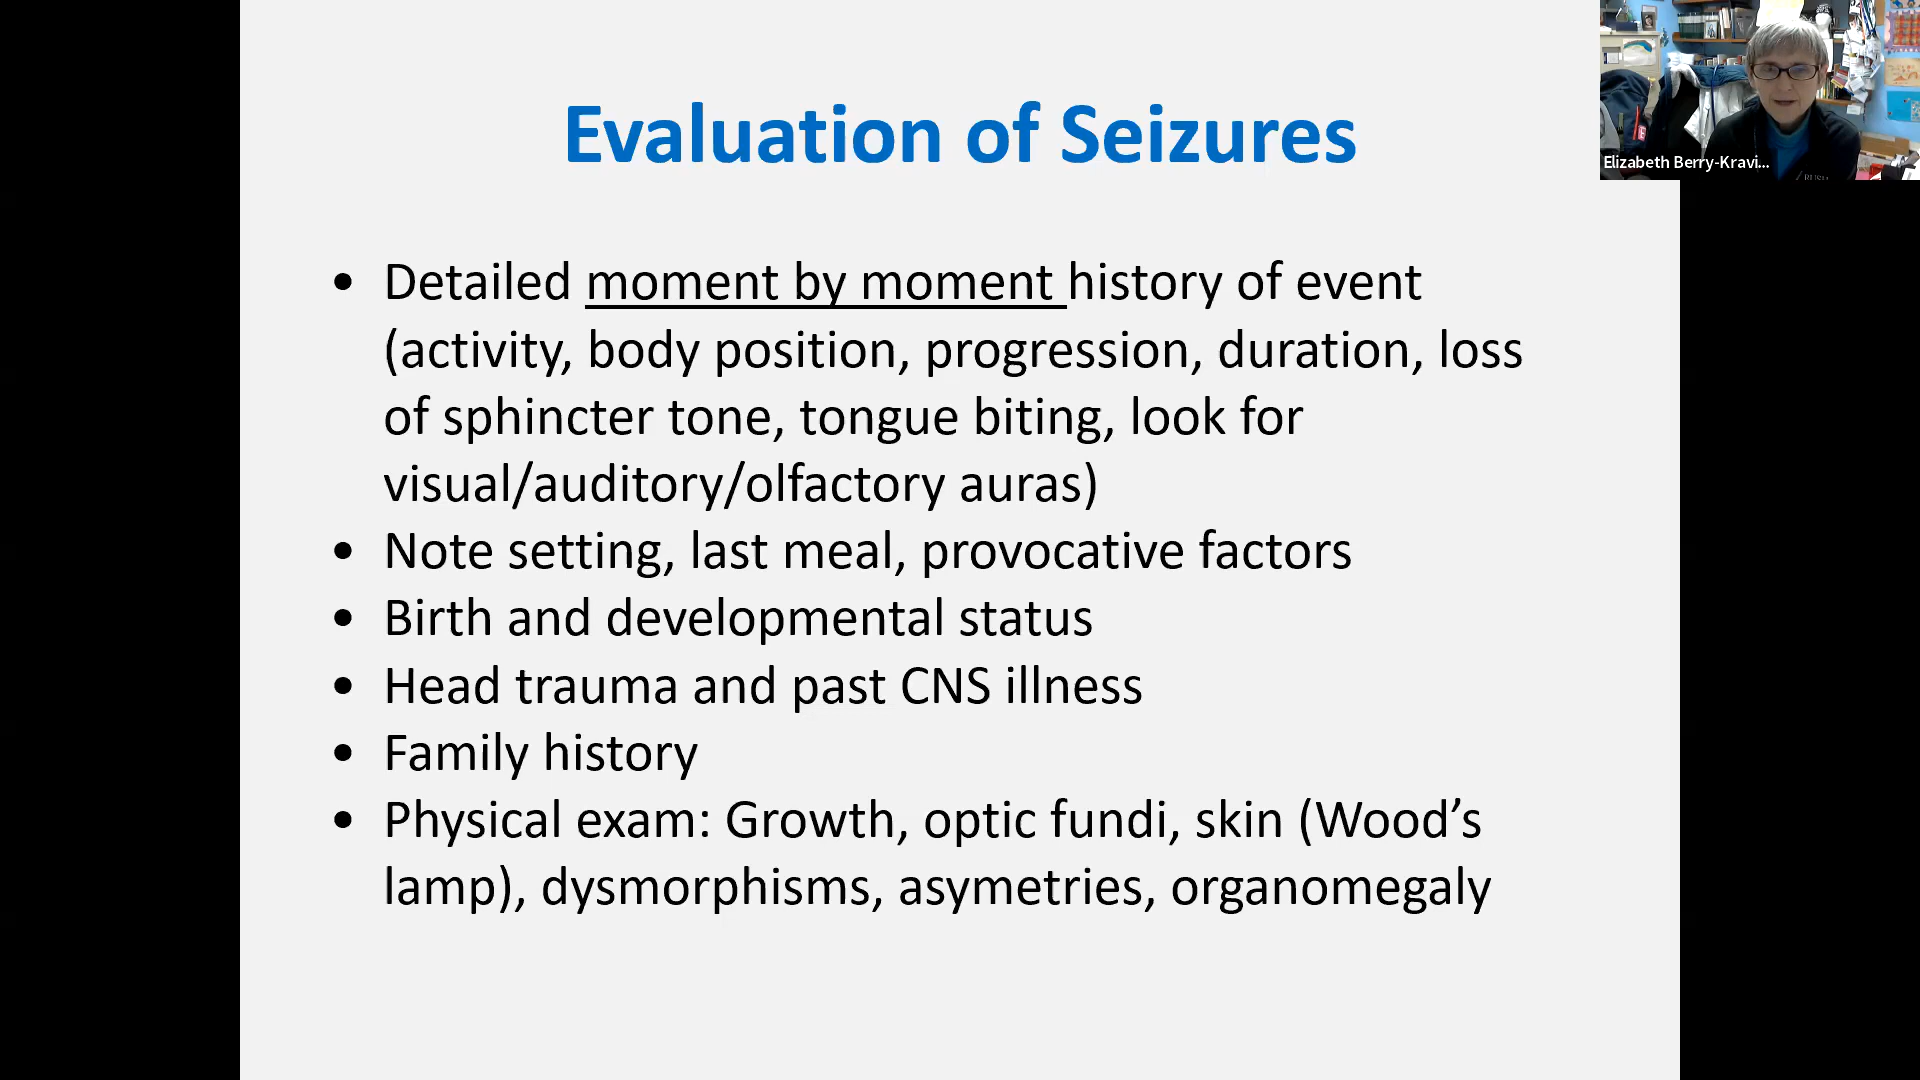 Evaluation of Seizures
Elizabeth Berry-Kravi...
• Detailed moment by moment history of event
(activity, body position, progression, duration, loss
of sphincter tone, tongue biting, look for
visual/auditory/olfactory auras)
• Note setting, last meal, provocative factors
• Birth and developmental status
• Head trauma and past CNS illness
• Family history
• Physical exam: Growth, optic fundi, skin (Wood’s
lamp), dysmorphisms, asymetries, organomegaly